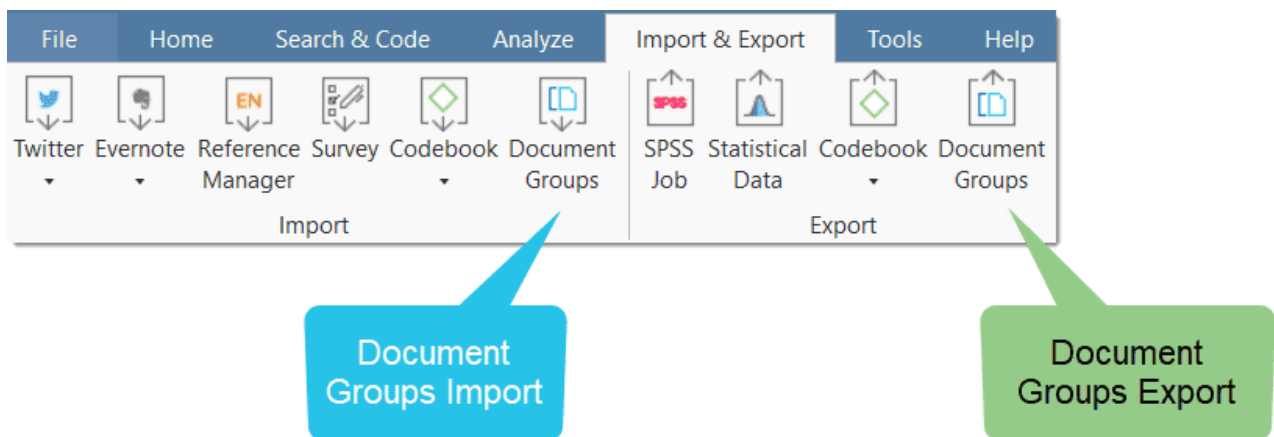 File Home Search & Code Analyze Import & Export Tools Help
EN SPSS
Twitter Evernote Reference Survey Codebook Document SPSS Statistical Codebook Document
Manager Groups Job Data Groups
Import Export
Document
Groups Import
Document
Groups Export